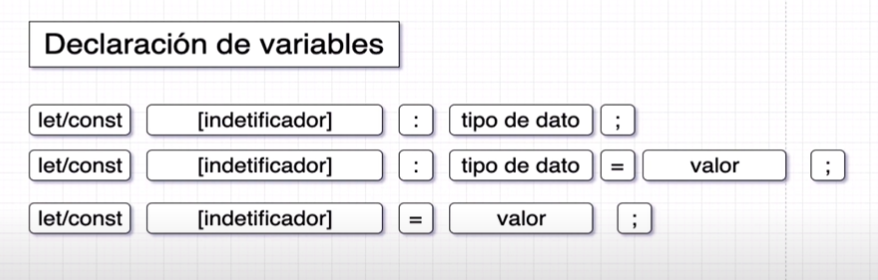 Declaración de variables
let/const [indetificador] : tipo de dato ;
let/const [indetificador] : tipo de dato = valor ;
let/const [indetificador] = valor ;